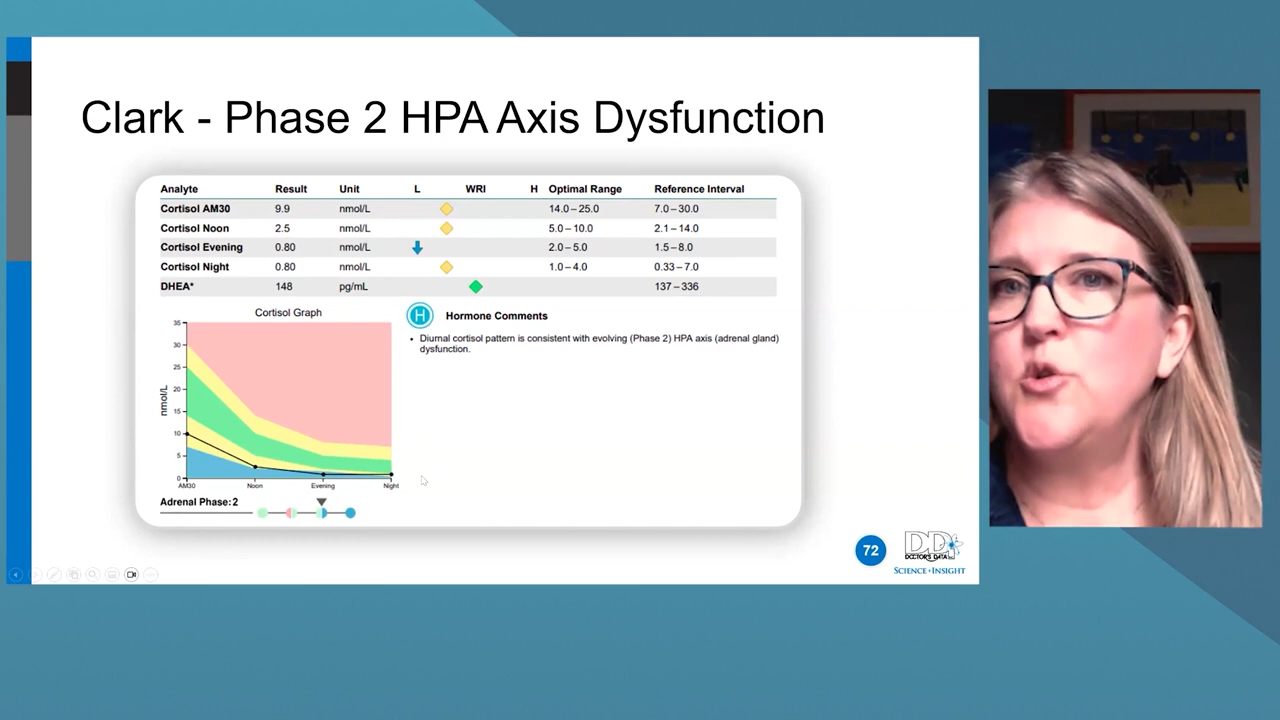 Clark - Phase 2 HPA Axis Dysfunction
Analyte Result Unit L WRI H Optimal Range Reference Interval
Cortisol AM30 9.9 nmol/L 14.0 – 25.0 7.0 – 30.0
Cortisol Noon 2.5 nmol/L 5.0 – 10.0 2.1 – 14.0
Cortisol Evening 0.80 nmol/L 2.0 – 5.0 1.5 – 8.0
Cortisol Night 0.80 nmol/L 1.0 – 4.0 0.33 – 7.0
DHEA* 148 pg/mL 137 – 336
Cortisol Graph
35
30
25
20
15
10
5
0
nmol/L
AM30 Noon Evening Night
Adrenal Phase: 2
H Hormone Comments
• Diurnal cortisol pattern is consistent with evolving (Phase 2) HPA axis (adrenal gland)
dysfunction.
72
DDI
DOCTOR'S DATA INC
SCIENCE + INSIGHT